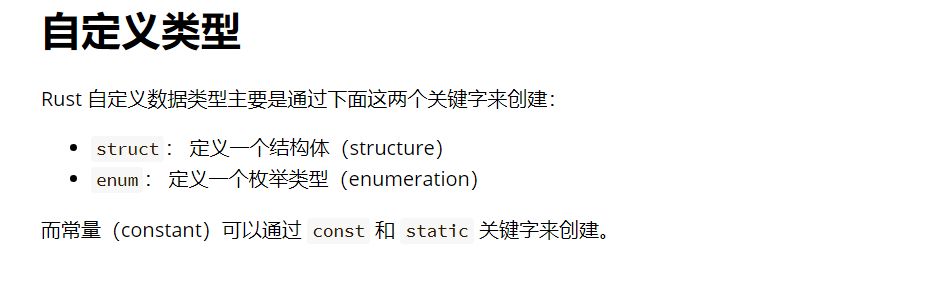 自定义类型
Rust 自定义数据类型主要是通过下面这两个关键字来创建：
• struct： 定义一个结构体（structure）
• enum： 定义一个枚举类型（enumeration）
而常量（constant）可以通过 const 和 static 关键字来创建。